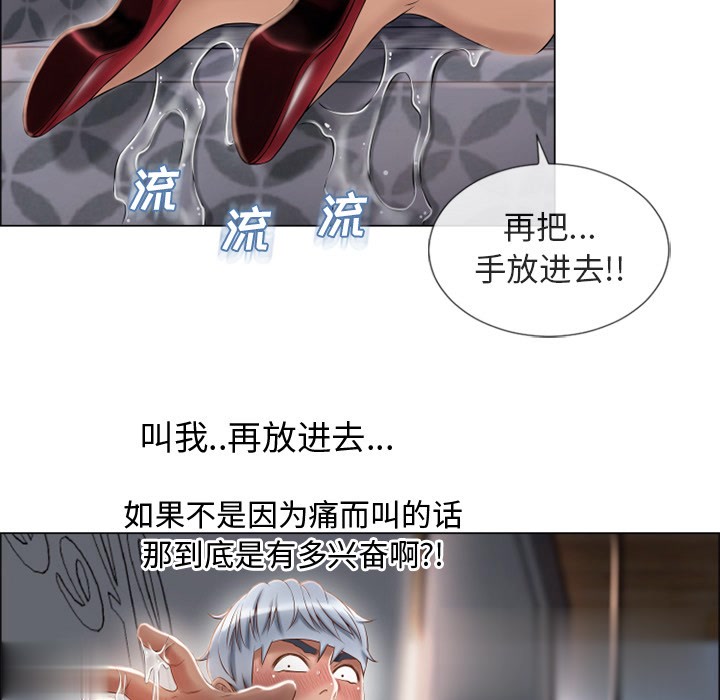 流
流
流
再把...
手放进去!!
叫我..再放进去...
如果不是因为痛而叫的话
那到底是有多兴奋啊?!